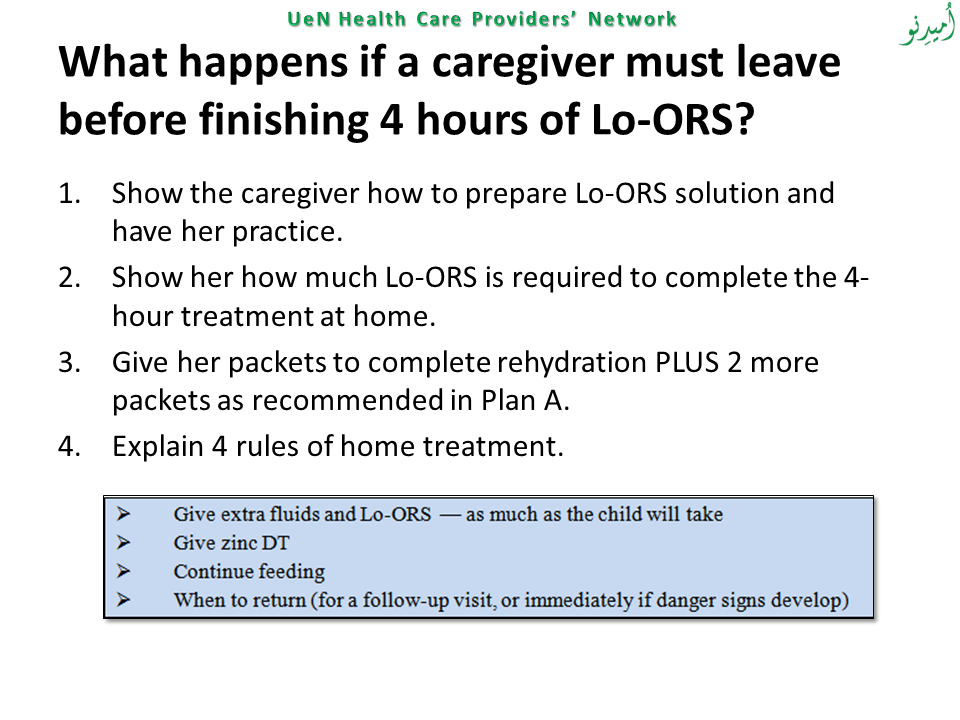 UeN Health Care Providers' Network
اُميدِنو
What happens if a caregiver must leave
before finishing 4 hours of Lo-ORS?
1. Show the caregiver how to prepare Lo-ORS solution and
have her practice.
2. Show her how much Lo-ORS is required to complete the 4-
hour treatment at home.
3. Give her packets to complete rehydration PLUS 2 more
packets as recommended in Plan A.
4. Explain 4 rules of home treatment.
➢ Give extra fluids and Lo-ORS — as much as the child will take
➢ Give zinc DT
➢ Continue feeding
➢ When to return (for a follow-up visit, or immediately if danger signs develop)